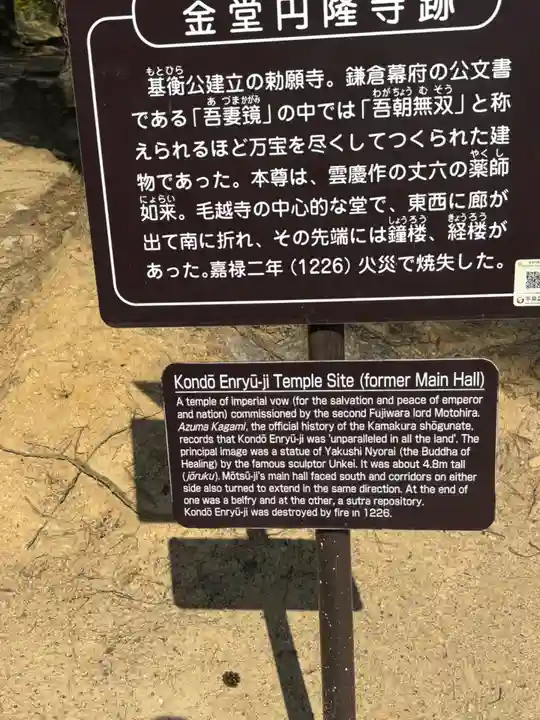 金堂円隆寺跡
もとひら
基衡公建立の勅願寺。鎌倉幕府の公文書
あづまかがみ わがちょうむそう
である「吾妻鏡」の中では「吾朝無双」と称
えられるほど万宝を尽くしてつくられた建
やくし
物であった。本尊は、雲慶作の丈六の薬師
にょらい
如来。毛越寺の中心的な堂で、東西に廊が
しょうろう きょうろう
出て南に折れ、その先端には鐘楼、経楼が
あった。嘉禄二年(1226)火災で焼失した。
Kondō Enryū-ji Temple Site (former Main Hall)
A temple of imperial vow (for the salvation and peace of emperor
and nation) commissioned by the second Fujiwara lord Motohira.
Azuma Kagami, the official history of the Kamakura shōgunate,
records that Kondō Enryū-ji was 'unparalleled in all the land'. The
principal image was a statue of Yakushi Nyorai (the Buddha of
Healing) by the famous sculptor Unkei. It was about 4.8m tall
(jōruku). Mōtsū-ji's main hall faced south and corridors on either
side also turned to extend in the same direction. At the end of
one was a belfry and at the other, a sutra repository.
Kondō Enryū-ji was destroyed by fire in 1226.